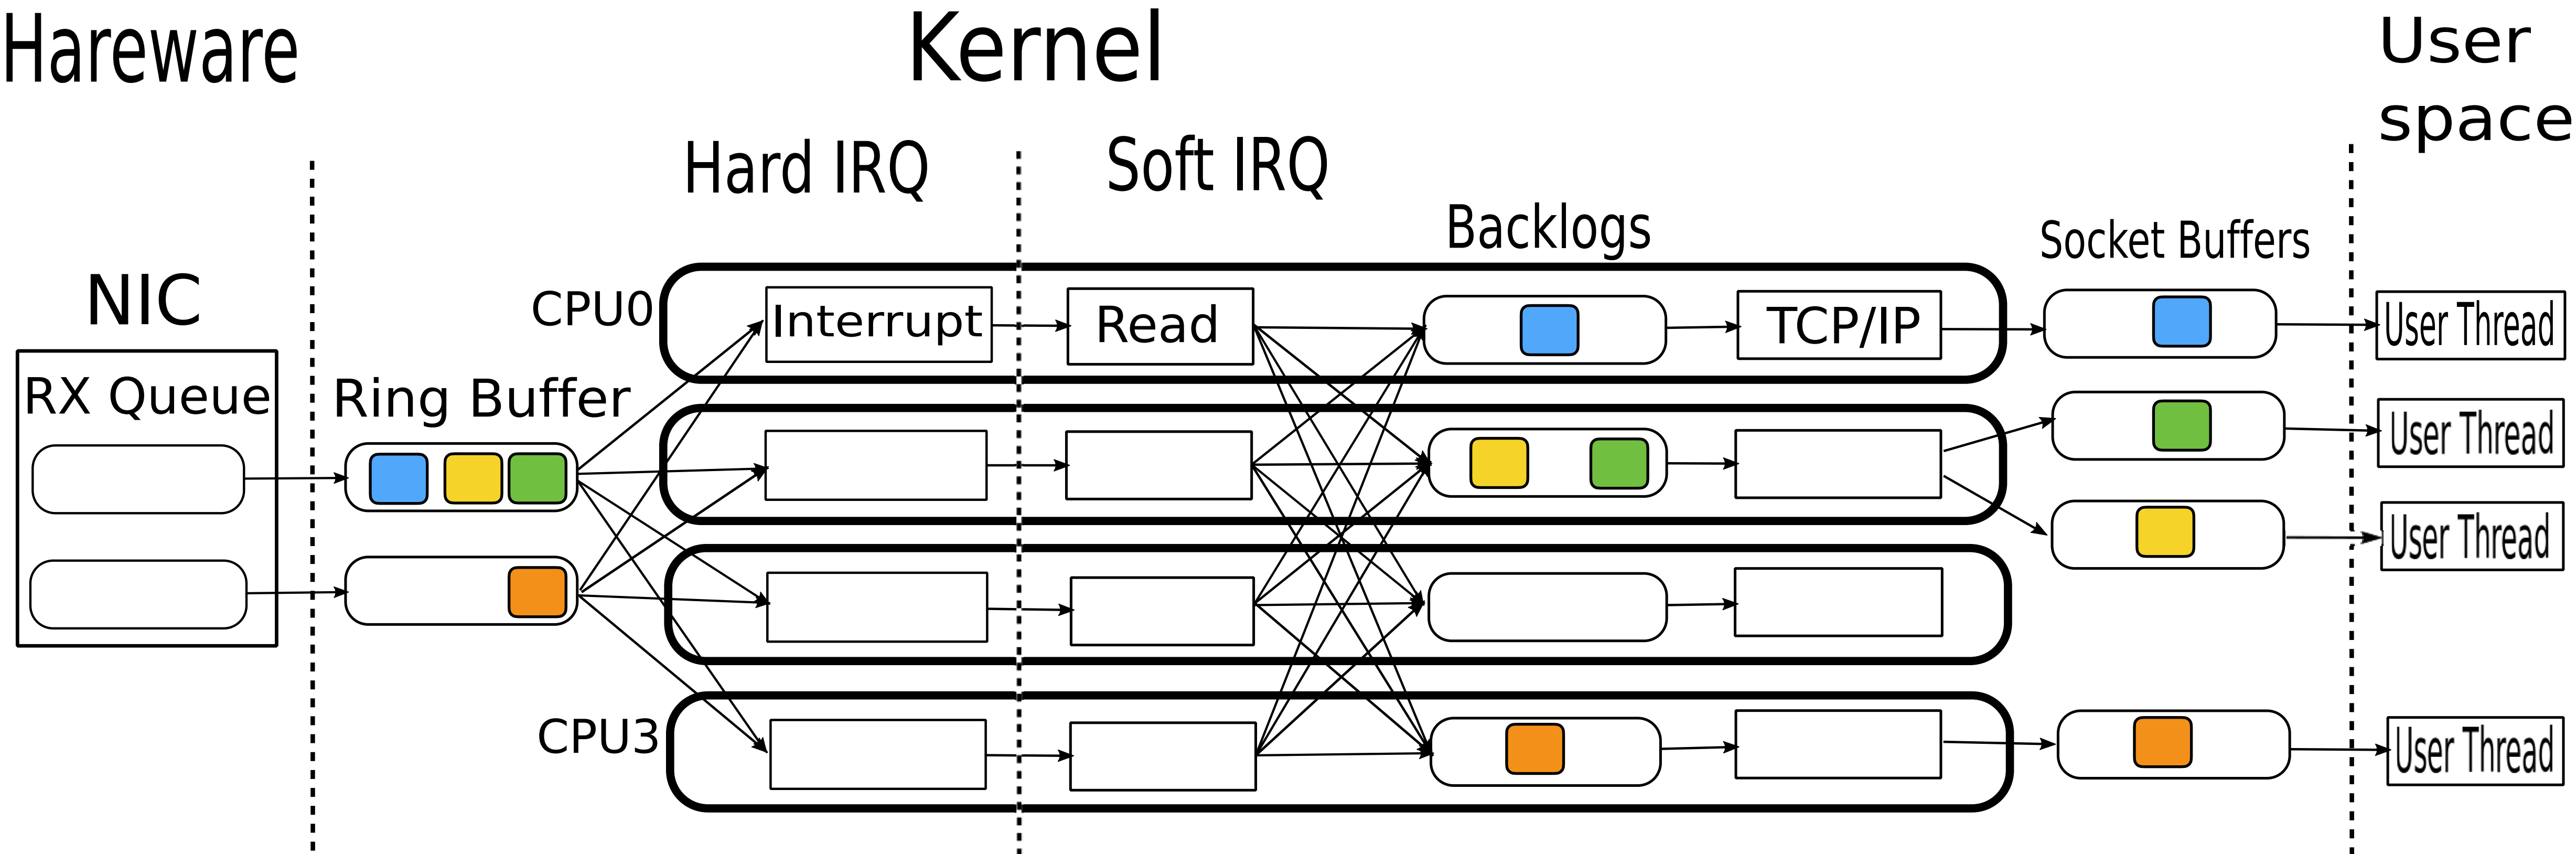 Hareware
Kernel
User
space
Hard IRQ
Soft IRQ
Backlogs
Socket Buffers
NIC
RX Queue
Ring Buffer
CPU0
Interrupt
Read
TCP/IP
User Thread
User Thread
User Thread
CPU3
User Thread